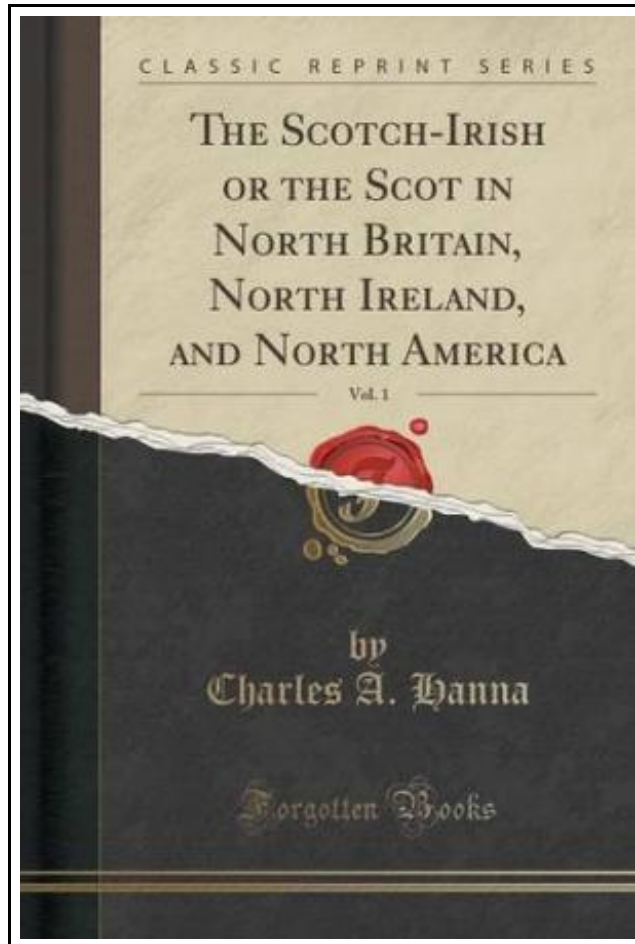 CLASSIC REPRINT SERIES
THE SCOTCH-IRISH
OR THE SCOT IN
NORTH BRITAIN,
NORTH IRELAND,
AND NORTH AMERICA
Vol. 1
by
Charles A. Hanna
Forgotten Books